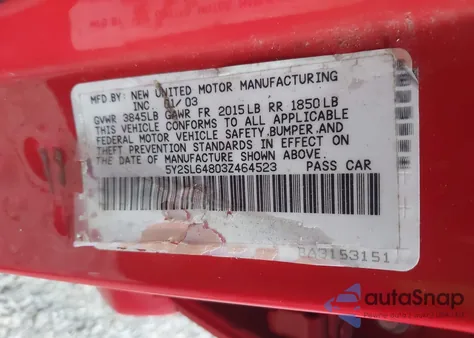 MFD. BY: NEW UNITED MOTOR MANUFACTURING
INC. 01/03
GVWR 3845LB GAWR FR 2015LB RR 1850LB
THIS VEHICLE CONFORMS TO ALL APPLICABLE
FEDERAL MOTOR VEHICLE SAFETY, BUMPER, AND
THEFT PREVENTION STANDARDS IN EFFECT ON
THE DATE OF MANUFACTURE SHOWN ABOVE.
5Y2SL64803Z464523 PASS CAR
BA3153151
autoSnap